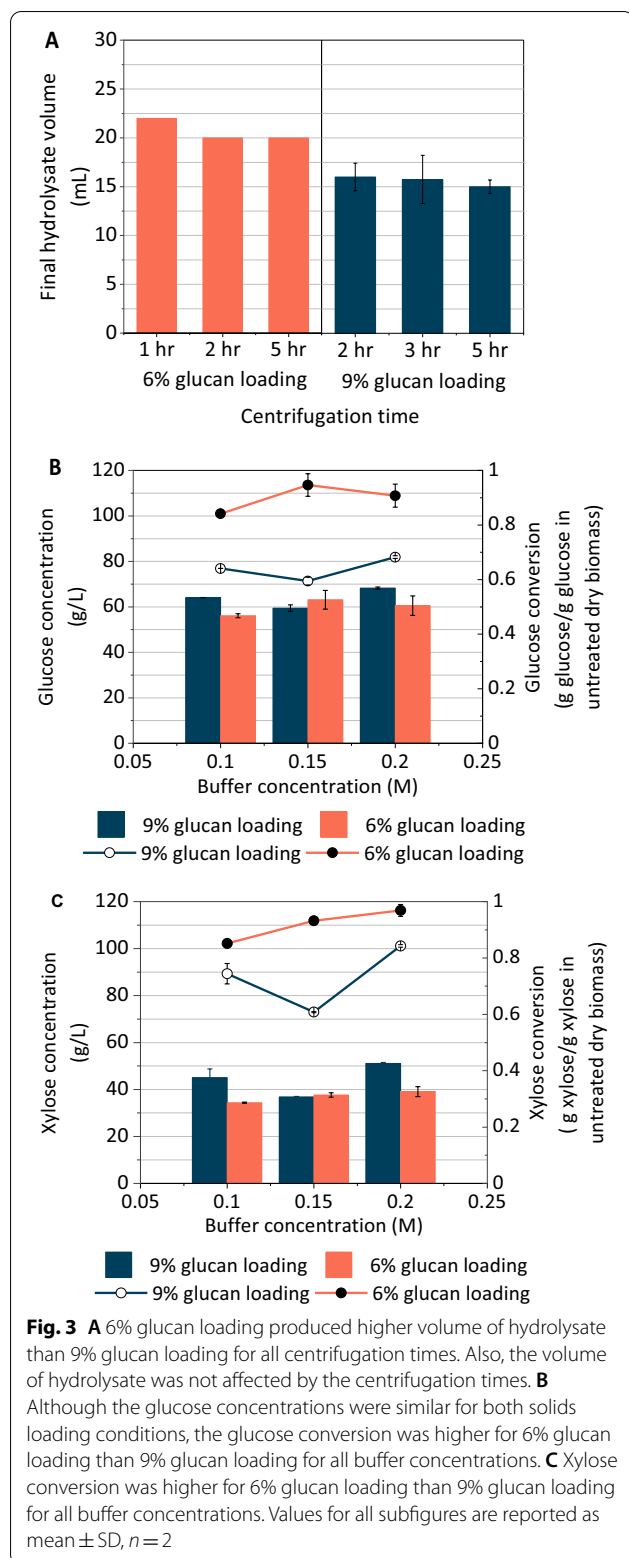 A
30
25
20
15
10
5
0
Final hydrolysate volume
(mL)
1 hr 2 hr 5 hr 2 hr 3 hr 5 hr
6% glucan loading 9% glucan loading
Centrifugation time
B
120
100
80
60
40
20
0
Glucose concentration
(g/L)
1
0.8
0.6
0.4
0.2
0
Glucose conversion
(g glucose/g glucose in
untreated dry biomass)
0.05 0.1 0.15 0.2 0.25
Buffer concentration (M)
9% glucan loading 6% glucan loading
9% glucan loading 6% glucan loading
C
120
100
80
60
40
20
0
Xylose concentration
(g/L)
1
0.8
0.6
0.4
0.2
0
Xylose conversion
( g xylose/g xylose in
untreated dry biomass)
0.05 0.1 0.15 0.2 0.25
Buffer concentration (M)
9% glucan loading 6% glucan loading
9% glucan loading 6% glucan loading
Fig. 3 A 6% glucan loading produced higher volume of hydrolysate
than 9% glucan loading for all centrifugation times. Also, the volume
of hydrolysate was not affected by the centrifugation times. B
Although the glucose concentrations were similar for both solids
loading conditions, the glucose conversion was higher for 6% glucan
loading than 9% glucan loading for all buffer concentrations. C Xylose
conversion was higher for 6% glucan loading than 9% glucan loading
for all buffer concentrations. Values for all subfigures are reported as
mean ± SD, n = 2